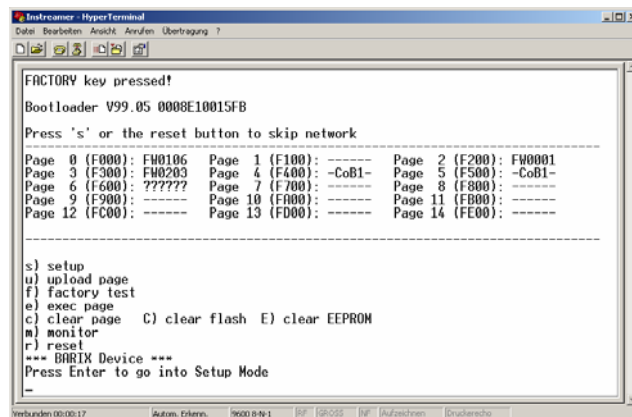 Instreamer - HyperTerminal
Datei Bearbeiten Ansicht Anrufen Übertragung ?
FACTORY key pressed!
Bootloader V99.05 0008E10015FB
Press 's' or the reset button to skip network
Page 0 (F000): FW0106 Page 1 (F100): ------ Page 2 (F200): FW0001
Page 3 (F300): FW0203 Page 4 (F400): -CoB1- Page 5 (F500): -CoB1-
Page 6 (F600): ?????? Page 7 (F700): ------ Page 8 (F800): ------
Page 9 (F900): ------ Page 10 (FA00): ------ Page 11 (FB00): ------
Page 12 (FC00): ------ Page 13 (FD00): ------ Page 14 (FE00): ------
s) setup
u) upload page
f) factory test
e) exec page
c) clear page C) clear flash E) clear EEPROM
m) monitor
r) reset
*** BARIX Device ***
Press Enter to go into Setup Mode
Verbunden 00:00:17 Autom. Erkenn. 9600 8-N-1 RF GROSS NF Aufzeichnen Druckerecho